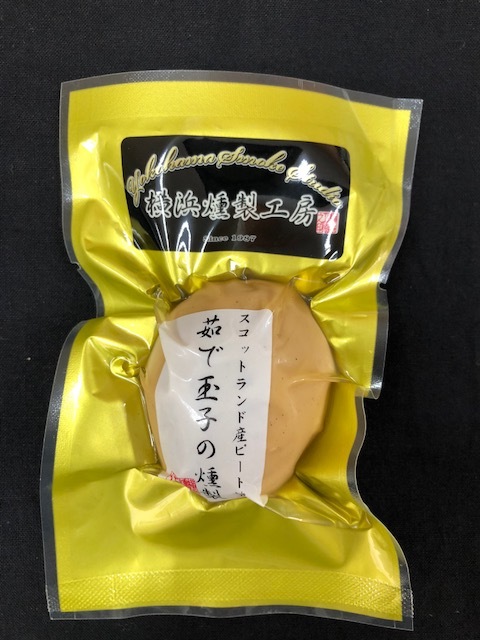 Yokohama Smoke Studio
横浜燻製工房
Since 1997
スコットランド産ピート
茹で玉子の燻製